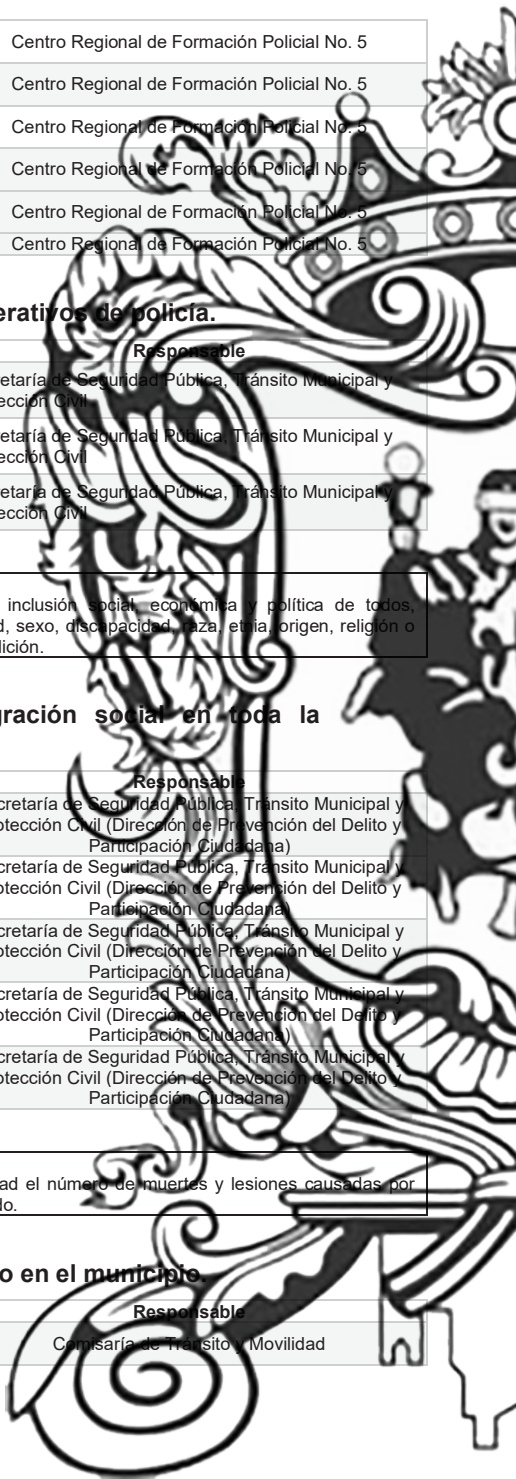 Centro Regional de Formación Policial No. 5
Centro Regional de Formación Policial No. 5
Centro Regional de Formación Policial No. 5
Centro Regional de Formación Policial No. 5
Centro Regional de Formación Policial No. 5
Centro Regional de Formación Policial No. 5
erativos de policía.
Responsable
retaría de Seguridad Pública, Tránsito Municipal y
ección Civil
retaría de Seguridad Pública, Tránsito Municipal y
ección Civil
retaría de Seguridad Pública, Tránsito Municipal y
ección Civil
inclusión social, económica y política de todos,
d, sexo, discapacidad, raza, etnia, origen, religión o
dición.
gración social en toda la
Responsable
cretaría de Seguridad Pública, Tránsito Municipal y
otección Civil (Dirección de Prevención del Delito y
Participación Ciudadana)
cretaría de Seguridad Pública, Tránsito Municipal y
otección Civil (Dirección de Prevención del Delito y
Participación Ciudadana)
cretaría de Seguridad Pública, Tránsito Municipal y
otección Civil (Dirección de Prevención del Delito y
Participación Ciudadana)
cretaría de Seguridad Pública, Tránsito Municipal y
otección Civil (Dirección de Prevención del Delito y
Participación Ciudadana)
cretaría de Seguridad Pública, Tránsito Municipal y
otección Civil (Dirección de Prevención del Delito y
Participación Ciudadana)
ad el número de muertes y lesiones causadas por
do.
o en el municipio.
Responsable
Comisaría de Tránsito y Movilidad